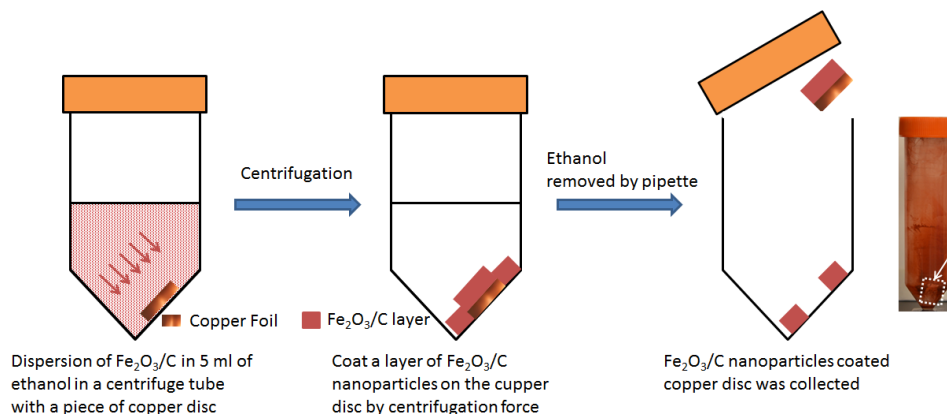 Centrifugation
Ethanol
removed by pipette
Copper Foil
Fe₂O₃/C layer
Dispersion of Fe₂O₃/C in 5 ml of
ethanol in a centrifuge tube
with a piece of copper disc
Coat a layer of Fe₂O₃/C
nanoparticles on the cupper
disc by centrifugation force
Fe₂O₃/C nanoparticles coated
copper disc was collected